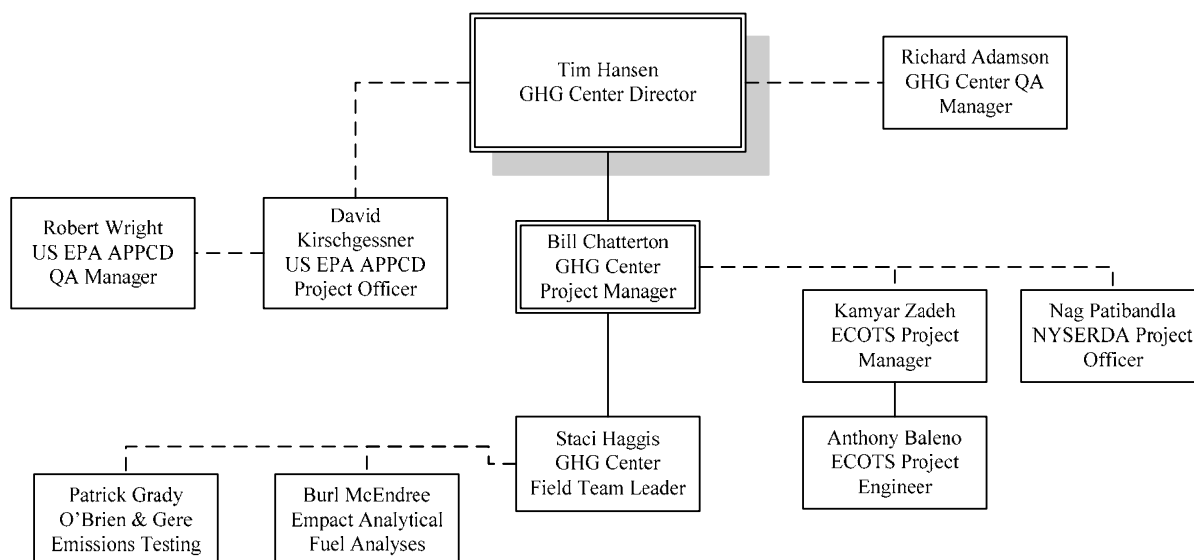 Tim Hansen
GHG Center Director
Richard Adamson
GHG Center QA
Manager
Robert Wright
US EPA APPCD
QA Manager
David
Kirschgessner
US EPA APPCD
Project Officer
Bill Chatterton
GHG Center
Project Manager
Kamyar Zadeh
ECOTS Project
Manager
Nag Patibandla
NYSERDA Project
Officer
Staci Haggis
GHG Center
Field Team Leader
Anthony Baleno
ECOTS Project
Engineer
Patrick Grady
O’Brien & Gere
Emissions Testing
Burl McEndree
Empact Analytical
Fuel Analyses